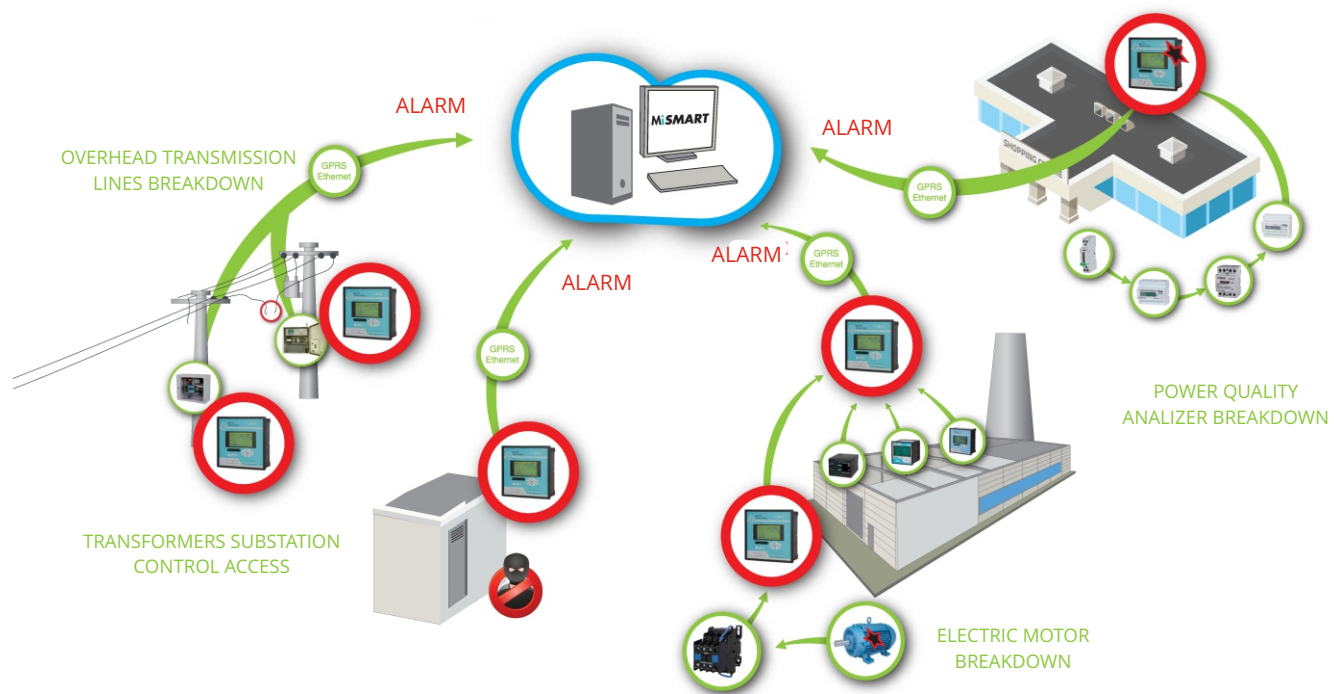 ALARM
MiSMART
ALARM
OVERHEAD TRANSMISSION
LINES BREAKDOWN
GPRS
Ethernet
SHOPPING
GPRS
Ethernet
ALARM
GPRS
Ethernet
ALARM
GPRS
Ethernet
POWER QUALITY
ANALIZER BREAKDOWN
TRANSFORMERS SUBSTATION
CONTROL ACCESS
ELECTRIC MOTOR
BREAKDOWN